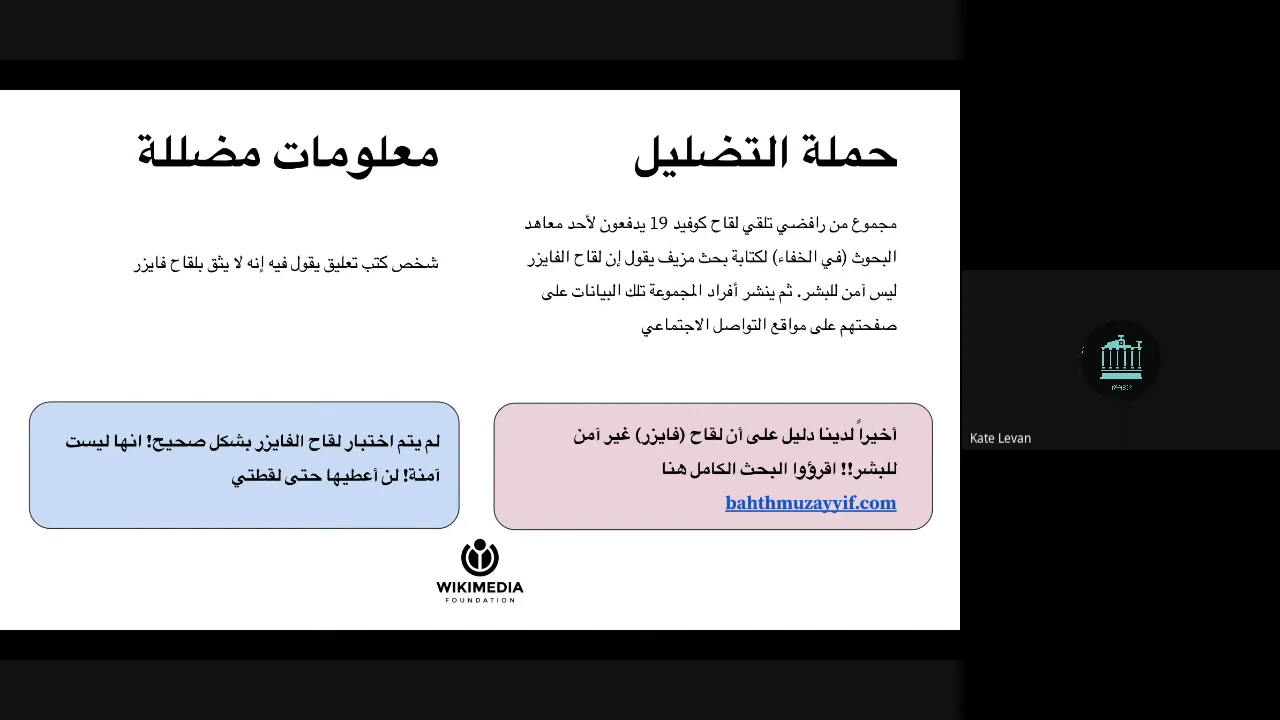 حملة التضليل
مجموع من رافضي تلقي لقاح كوفيد 19 يدفعون لأحد معاهد
البحوث (في الخفاء) لكتابة بحث مزيف يقول إن لقاح الفايزر
ليس آمن للبشر. ثم ينشر أفراد المجموعة تلك البيانات على
صفحتهم على مواقع التواصل الاجتماعي
أخيراً لدينا دليل على أن لقاح (فايزر) غير آمن
للبشر!! اقرؤوا البحث الكامل هنا
bahthmuzayyif.com
معلومات مضللة
شخص كتب تعليق يقول فيه إنه لا يثق بلقاح فايزر
لم يتم اختبار لقاح الفايزر بشكل صحيح! انها ليست
آمنة! لن أعطيها حتى لقطتي
WIKIMEDIA
FOUNDATION
Kate Levan